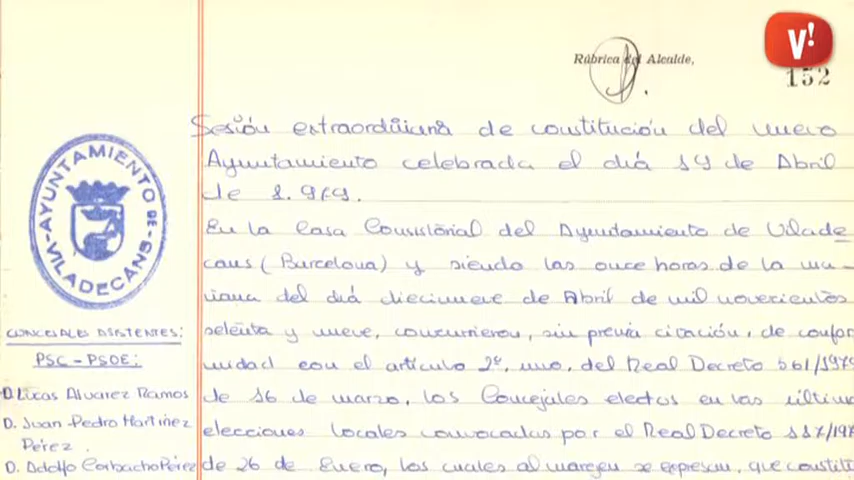 V!
Rúbrica del Alcalde,
152
Sesión extraordinaria de constitución del nuevo
Ayuntamiento celebrada el día 19 de Abril
de 1.979.
En la Casa Consistorial del Ayuntamiento de Vilade
cans (Barcelona) y siendo las once horas de la ma-
ñana del día diecinueve de Abril de mil novecientos
setenta y nueve, concurrieron, sin previa citación, de confor
midad con el artículo 2º, uno, del Real Decreto 561/1979
de 16 de marzo, los Concejales electos en las últim
elecciones locales convocadas por el Real Decreto 117/197
de 26 de Enero, los cuales al margen se expresan, que constit
AYUNTAMIENTO DE
-VILADECANS-
CONCEJALES ASISTENTES:
PSC-PSOE:
D Lucas Alvarez Ramos
D. Juan Pedro Martinez
Pérez.
D. Adolfo Corbacho Pérez